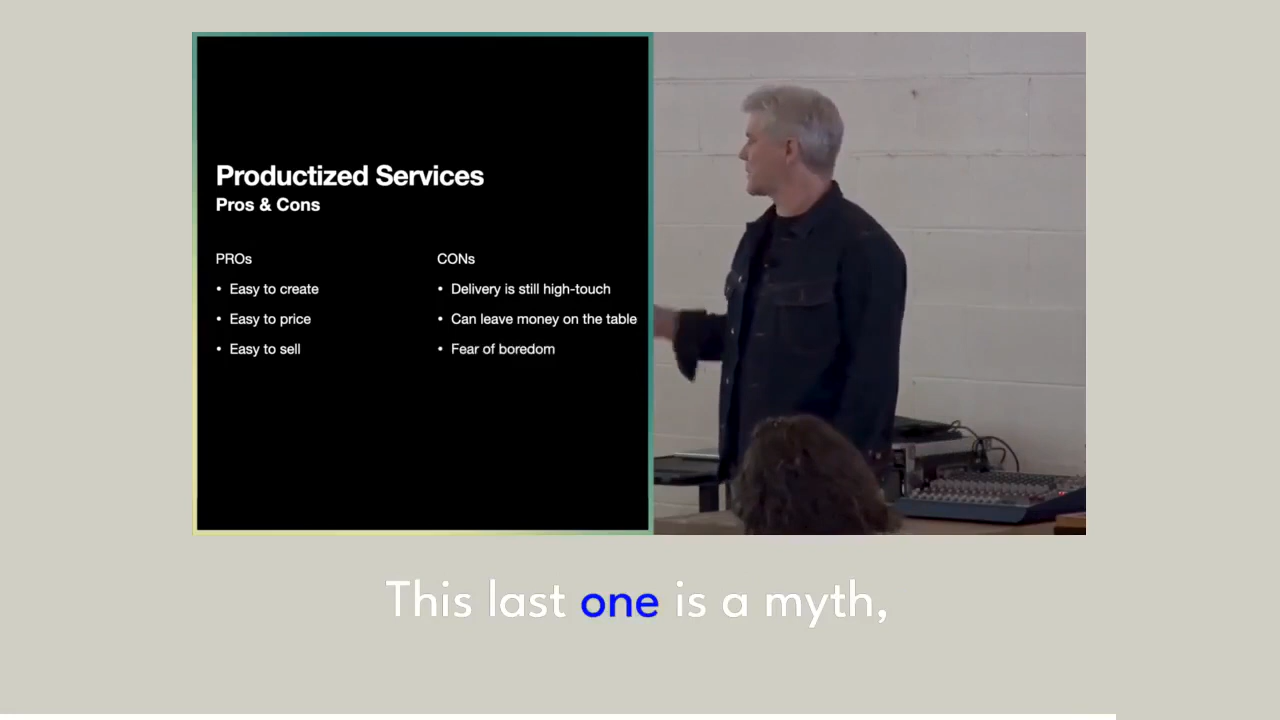 Productized Services
Pros & Cons
PROs
• Easy to create
• Easy to price
• Easy to sell
CONs
• Delivery is still high-touch
• Can leave money on the table
• Fear of boredom
This last one is a myth,